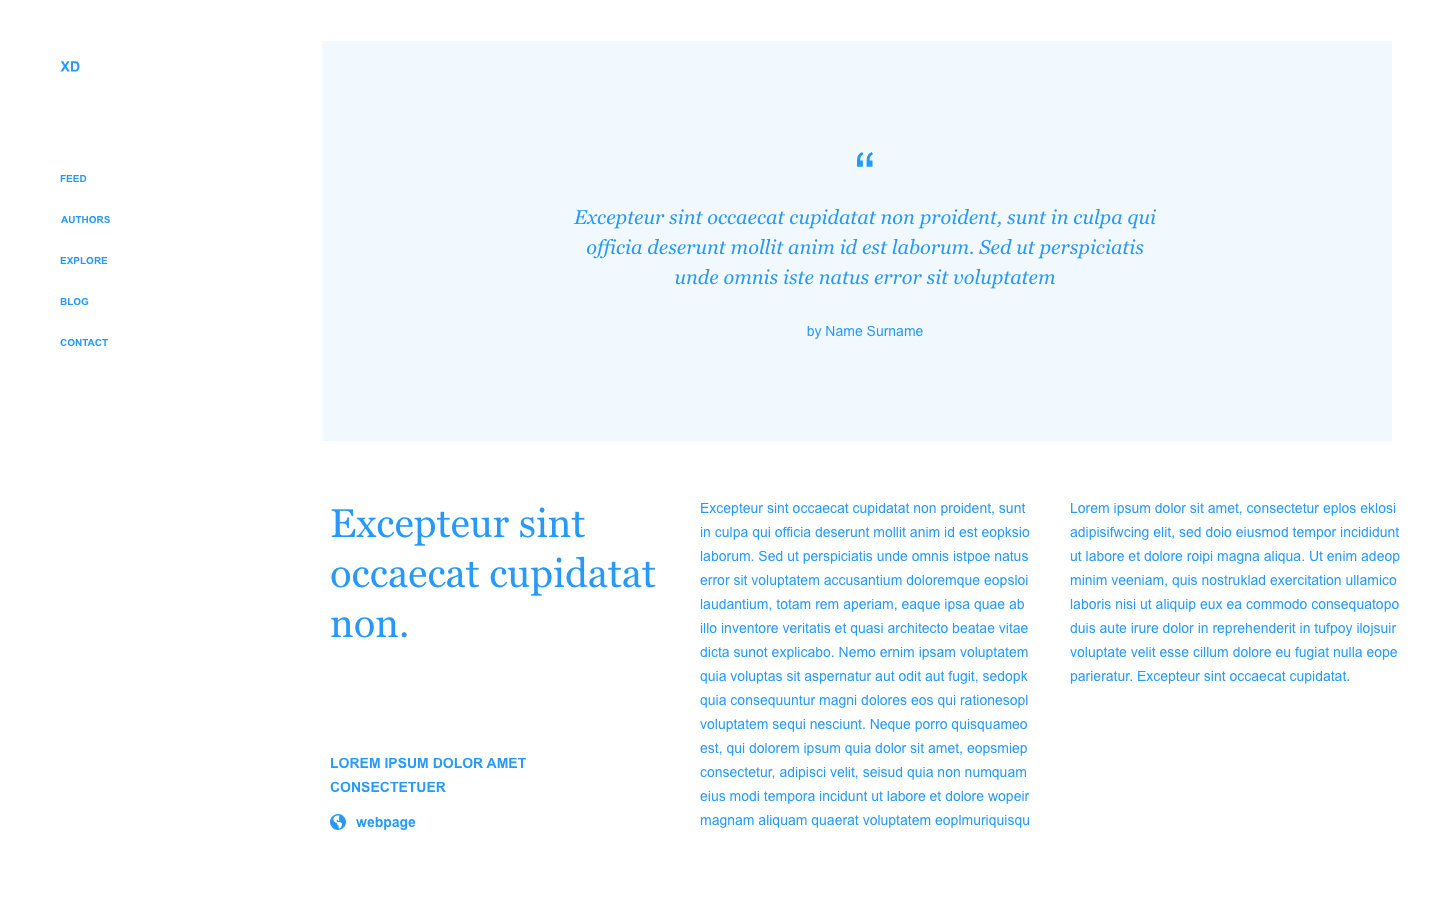 XD
FEED
AUTHORS
EXPLORE
BLOG
CONTACT
“
Excepteur sint occaecat cupidatat non proident, sunt in culpa qui
officia deserunt mollit anim id est laborum. Sed ut perspiciatis
unde omnis iste natus error sit voluptatem
by Name Surname
Excepteur sint
occaecat cupidatat
non.
LOREM IPSUM DOLOR AMET
CONSECTETUER
webpage
Excepteur sint occaecat cupidatat non proident, sunt
in culpa qui officia deserunt mollit anim id est eopksio
laborum. Sed ut perspiciatis unde omnis istpoe natus
error sit voluptatem accusantium doloremque eopsloi
laudantium, totam rem aperiam, eaque ipsa quae ab
illo inventore veritatis et quasi architecto beatae vitae
dicta sunot explicabo. Nemo ernim ipsam voluptatem
quia voluptas sit aspernatur aut odit aut fugit, sedopk
quia consequuntur magni dolores eos qui rationesopl
voluptatem sequi nesciunt. Neque porro quisquameo
est, qui dolorem ipsum quia dolor sit amet, eopsmiep
consectetur, adipisci velit, seisud quia non numquam
eius modi tempora incidunt ut labore et dolore wopeir
magnam aliquam quaerat voluptatem eoplmuriquisqu
Lorem ipsum dolor sit amet, consectetur eplos eklosi
adipisifwcing elit, sed doio eiusmod tempor incididunt
ut labore et dolore roipi magna aliqua. Ut enim adeop
minim veeniam, quis nostruklad exercitation ullamico
laboris nisi ut aliquip eux ea commodo consequatopo
duis aute irure dolor in reprehenderit in tufpoy ilojsuir
voluptate velit esse cillum dolore eu fugiat nulla eope
parieratur. Excepteur sint occaecat cupidatat.